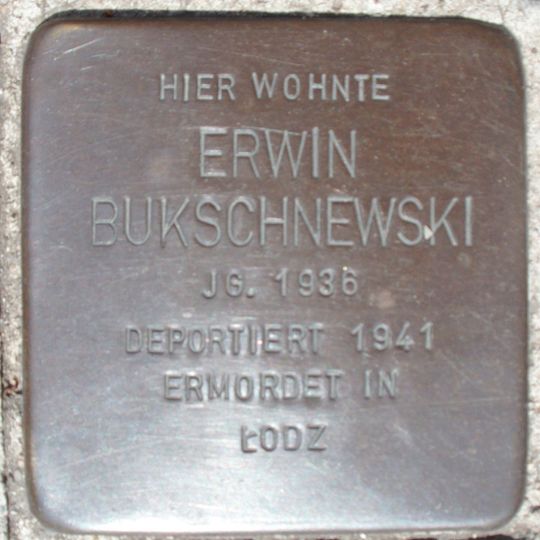 HIER WOHNTE
ERWIN
BUKSCHNEWSKI
JG. 1936
DEPORTIERT 1941
ERMORDET IN
ŁODZ